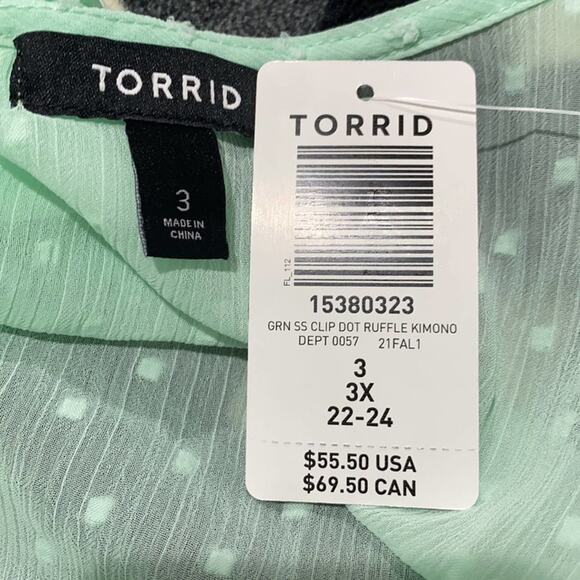 TORRID
3
MADE IN
CHINA
TORRID
FL_112
15380323
GRN SS CLIP DOT RUFFLE KIMONO
DEPT 0057 21FAL1
3
3X
22-24
$55.50 USA
$69.50 CAN